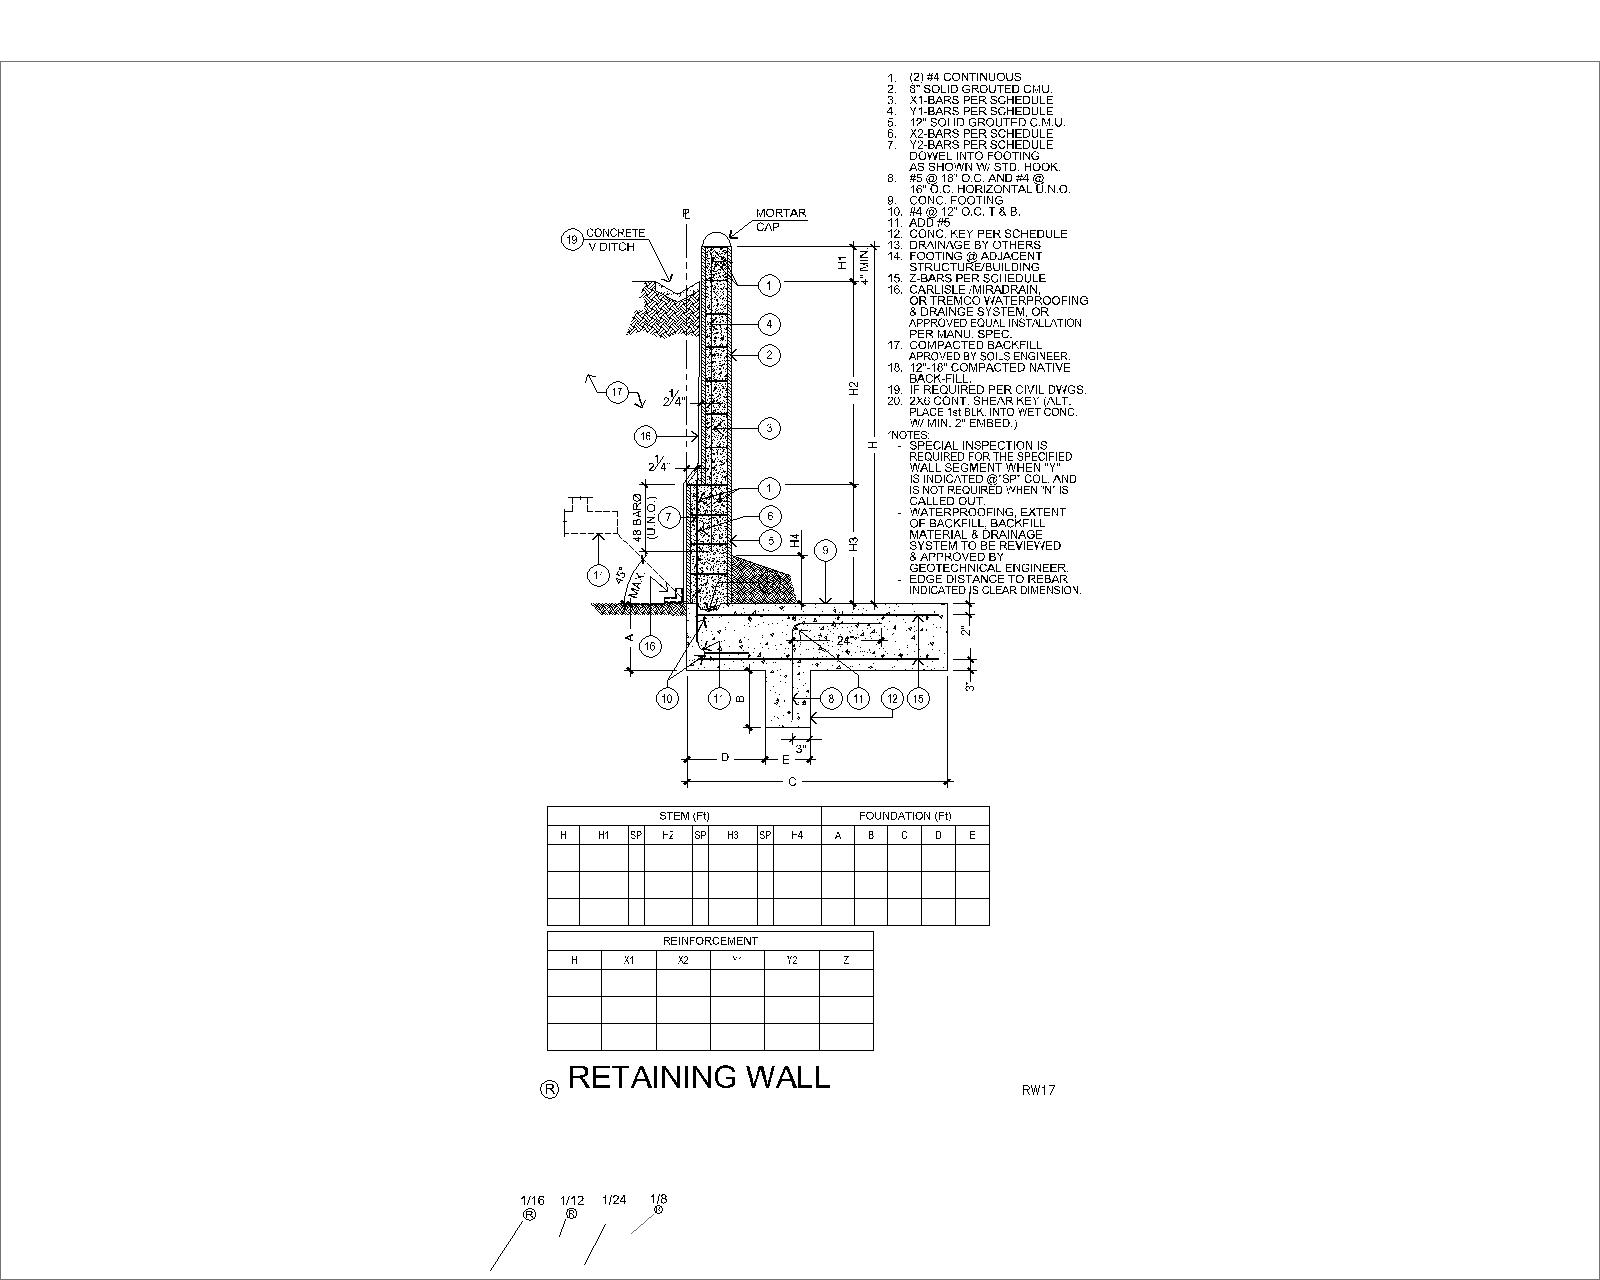 1. (2) #4 CONTINUOUS
2. 8" SOLID GROUTED CMU.
3. X1-BARS PER SCHEDULE
4. Y1-BARS PER SCHEDULE
5. 12" SOLID GROUTED C.M.U.
6. X2-BARS PER SCHEDULE
7. Y2-BARS PER SCHEDULE
DOWEL INTO FOOTING
AS SHOWN W/ STD. HOOK.
8. #5 @ 18" O.C. AND #4 @
16" O.C. HORIZONTAL U.N.O.
9. CONC. FOOTING
10. #4 @ 12" O.C. T & B.
11. ADD #5
12. CONC. KEY PER SCHEDULE
13. DRAINAGE BY OTHERS
14. FOOTING @ ADJACENT
STRUCTURE/BUILDING
15. Z-BARS PER SCHEDULE
16. CARLISLE /MIRADRAIN,
OR TREMCO WATERPROOFING
& DRAINGE SYSTEM, OR
APPROVED EQUAL INSTALLATION
PER MANU. SPEC.
17. COMPACTED BACKFILL
APROVED BY SOILS ENGINEER.
18. 12"-18" COMPACTED NATIVE
BACK-FILL.
19. IF REQUIRED PER CIVIL DWGS.
20. 2X6 CONT. SHEAR KEY (ALT.
PLACE 1st BLK. INTO WET CONC.
W/ MIN. 2" EMBED.)
*NOTES:
- SPECIAL INSPECTION IS
REQUIRED FOR THE SPECIFIED
WALL SEGMENT WHEN "Y"
IS INDICATED @"SP" COL. AND
IS NOT REQUIRED WHEN "N" IS
CALLED OUT.
- WATERPROOFING, EXTENT
OF BACKFILL, BACKFILL
MATERIAL & DRAINAGE
SYSTEM TO BE REVIEWED
& APPROVED BY
GEOTECHNICAL ENGINEER.
- EDGE DISTANCE TO REBAR
INDICATED IS CLEAR DIMENSION.
PL
MORTAR
CAP
19 CONCRETE
V DITCH
H1
4" MIN.
1
4
2
17
2 1/4"
H2
3
16
H
2 1/4"
1
48 BARØ
(U.N.O.)
7
6
5
H4
9
H3
45°
MAX
A
16
24"
2"
10
B
8
11
12
15
3"
3"
D
E
C
STEM (Ft) FOUNDATION (Ft)
H H1 SP H2 SP H3 SP H4 A B C D E
REINFORCEMENT
H X1 X2 Y2 Z
R RETAINING WALL
RW17
1/16 1/12 1/24 1/8
R R R